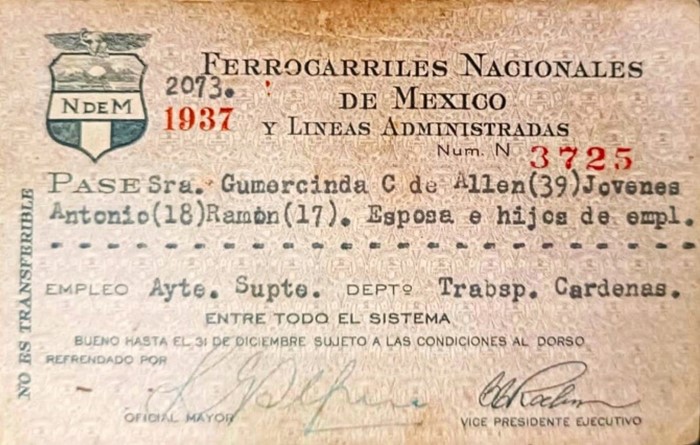 FERROCARRILES NACIONALES
DE MEXICO
Y LINEAS ADMINISTRADAS
NDEM
2073.
1937
Num. N 3725
PASE Sra. Gumercinda C de Allen(39)Jovenes
Antonio(18)Ramón(17). Esposa e hijos de empl.
EMPLEO Ayte. Supte. DEPTO Trabsp. Cardenas.
ENTRE TODO EL SISTEMA
BUENO HASTA EL 31 DE DICIEMBRE SUJETO A LAS CONDICIONES AL DORSO
REFRENDADO POR
OFICIAL MAYOR
VICE PRESIDENTE EJECUTIVO
NO ES TRANSFERIBLE